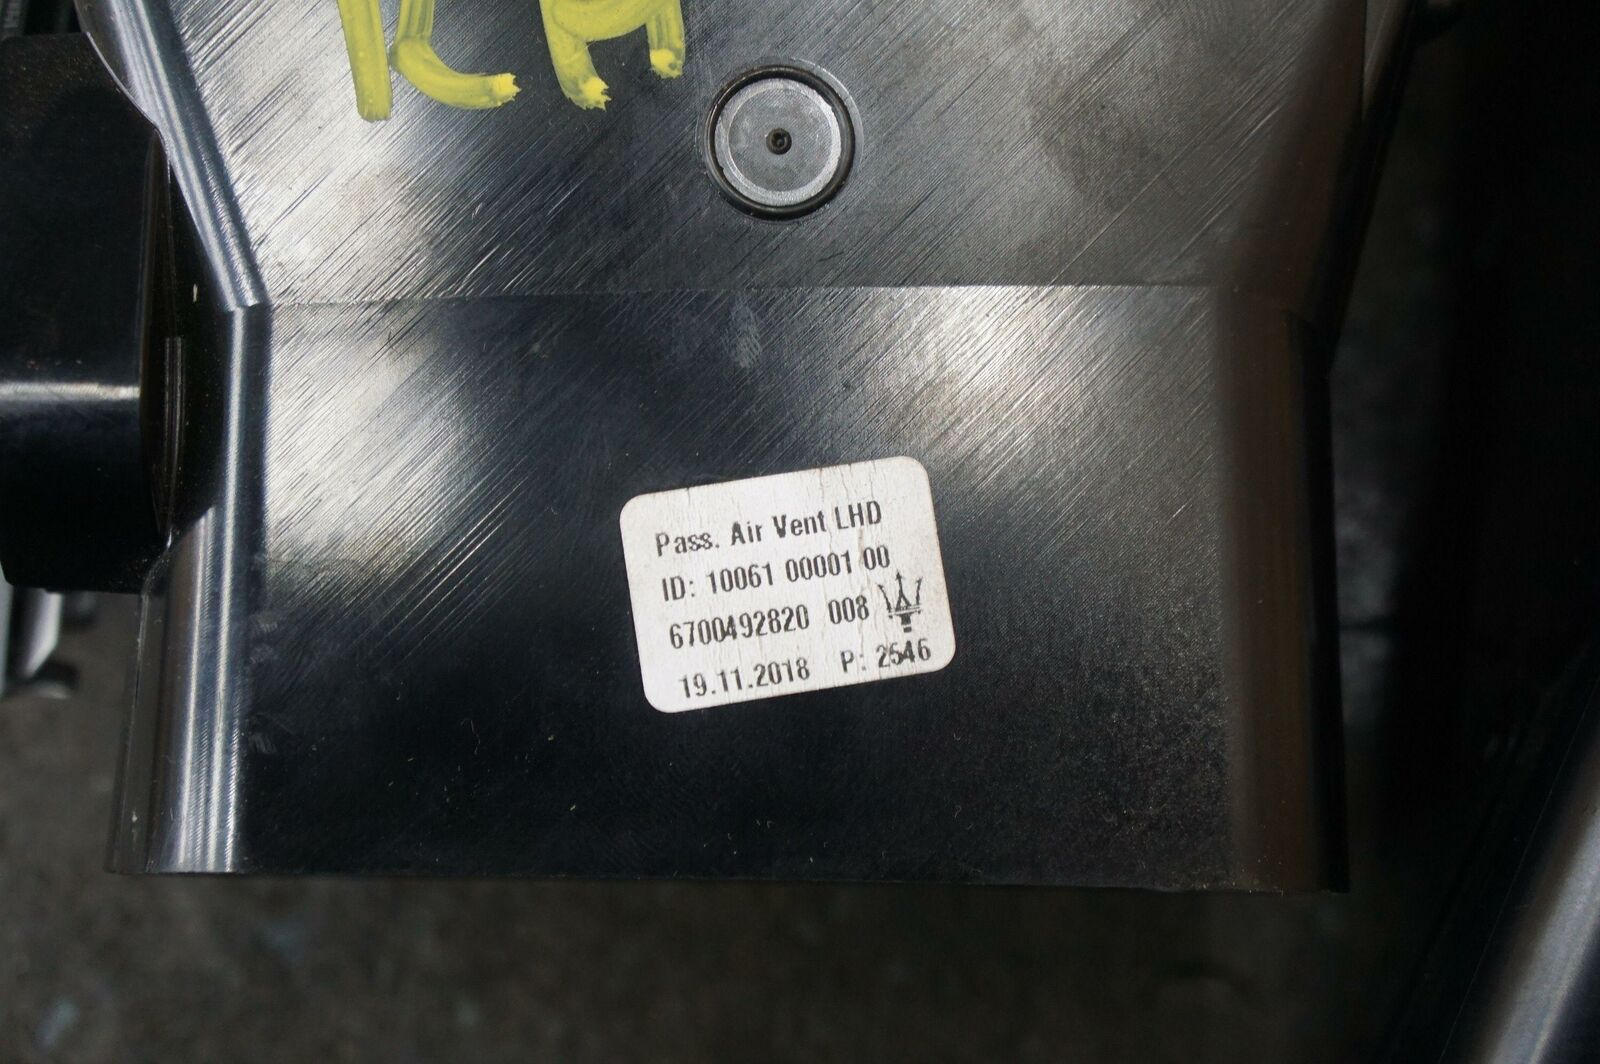 Pass. Air Vent LHD
ID: 10061 00001 00
6700492820 008
19.11.2018 P: 2546